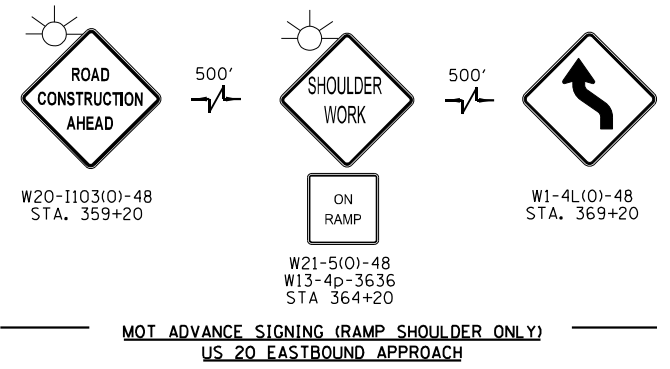 ROAD
CONSTRUCTION
AHEAD
W20-I103(O)-48
STA. 359+20
500'
SHOULDER
WORK
ON
RAMP
W21-5(O)-48
W13-4p-3636
STA 364+20
500'
W1-4L(O)-48
STA. 369+20
MOT ADVANCE SIGNING (RAMP SHOULDER ONLY)
US 20 EASTBOUND APPROACH